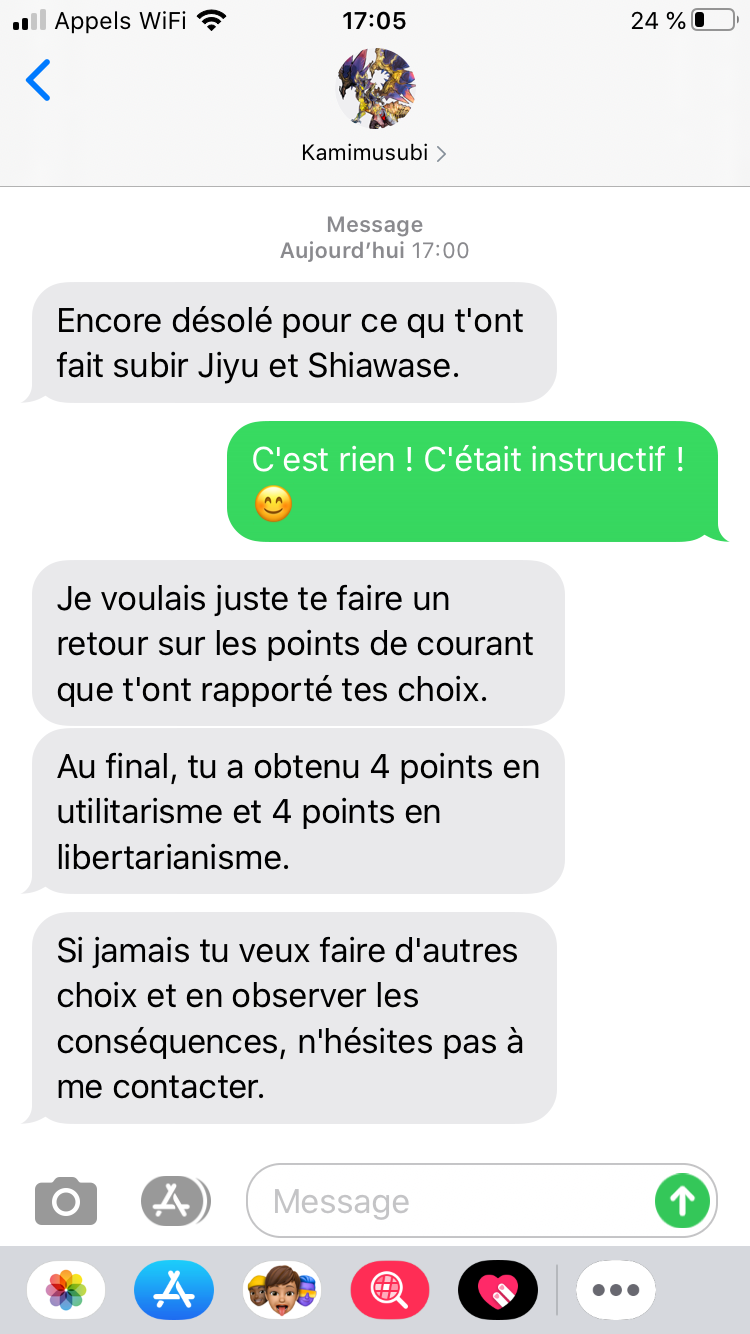 Appels WiFi 17:05 24 %
Kamimusubi
Message
Aujourd’hui 17:00
Encore désolé pour ce qu t'ont
fait subir Jiyu et Shiawase.
C'est rien ! C'était instructif !
😊
Je voulais juste te faire un
retour sur les points de courant
que t'ont rapporté tes choix.
Au final, tu a obtenu 4 points en
utilitarisme et 4 points en
libertarianisme.
Si jamais tu veux faire d'autres
choix et en observer les
conséquences, n'hésites pas à
me contacter.
Message